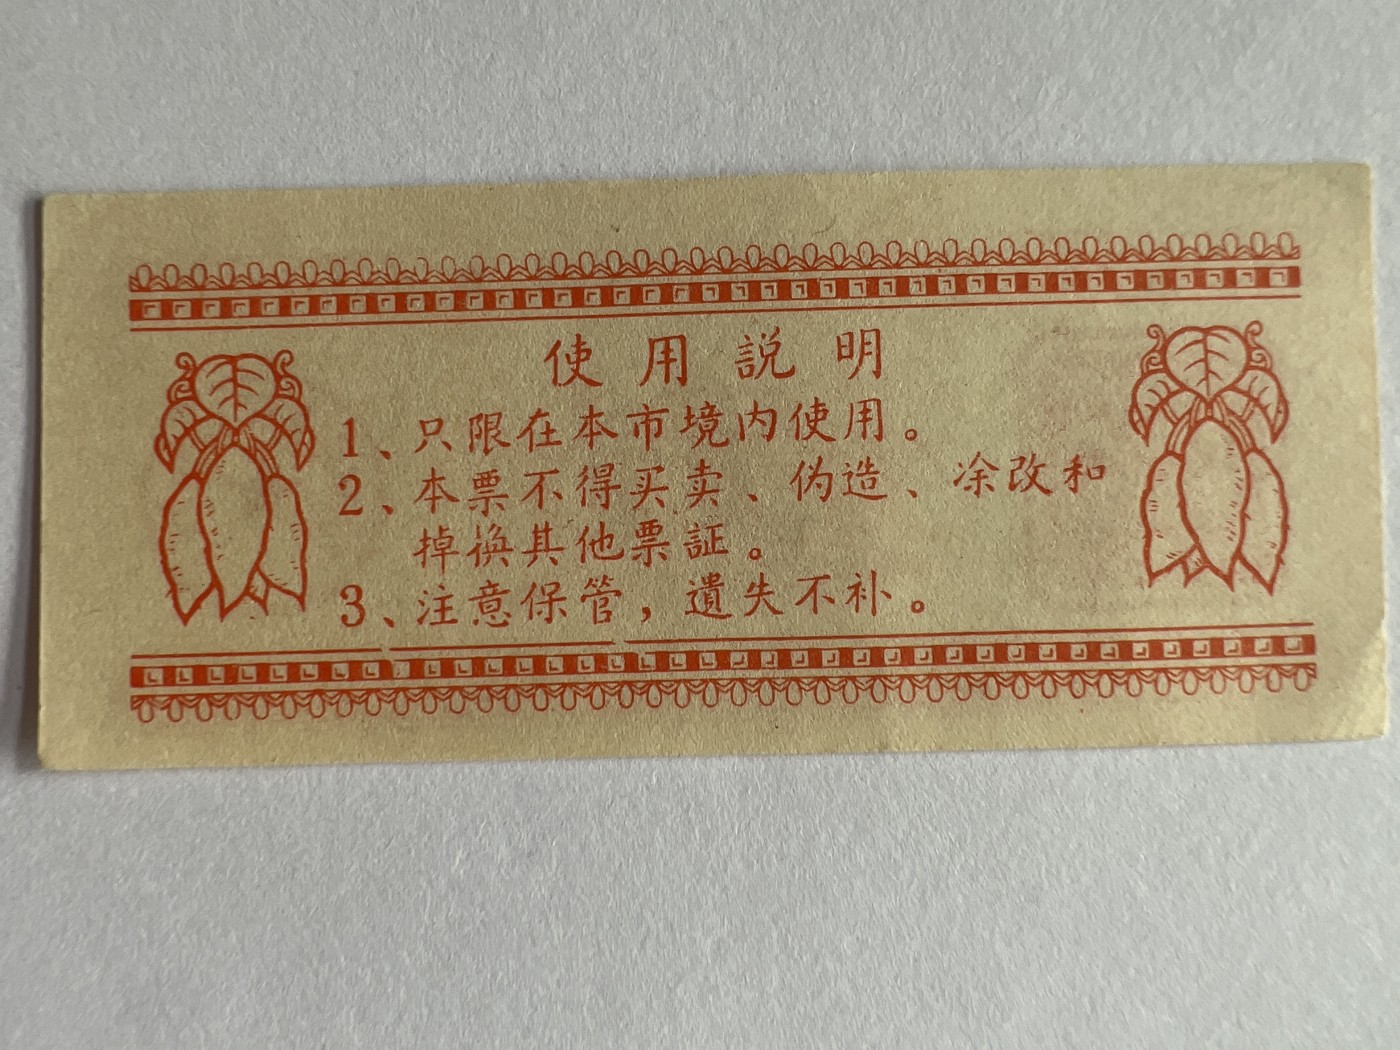 使用説明
1、只限在本市境内使用。
2、本票不得买卖、伪造、凃改和
掉换其他票証。
3、注意保管，遺失不补。